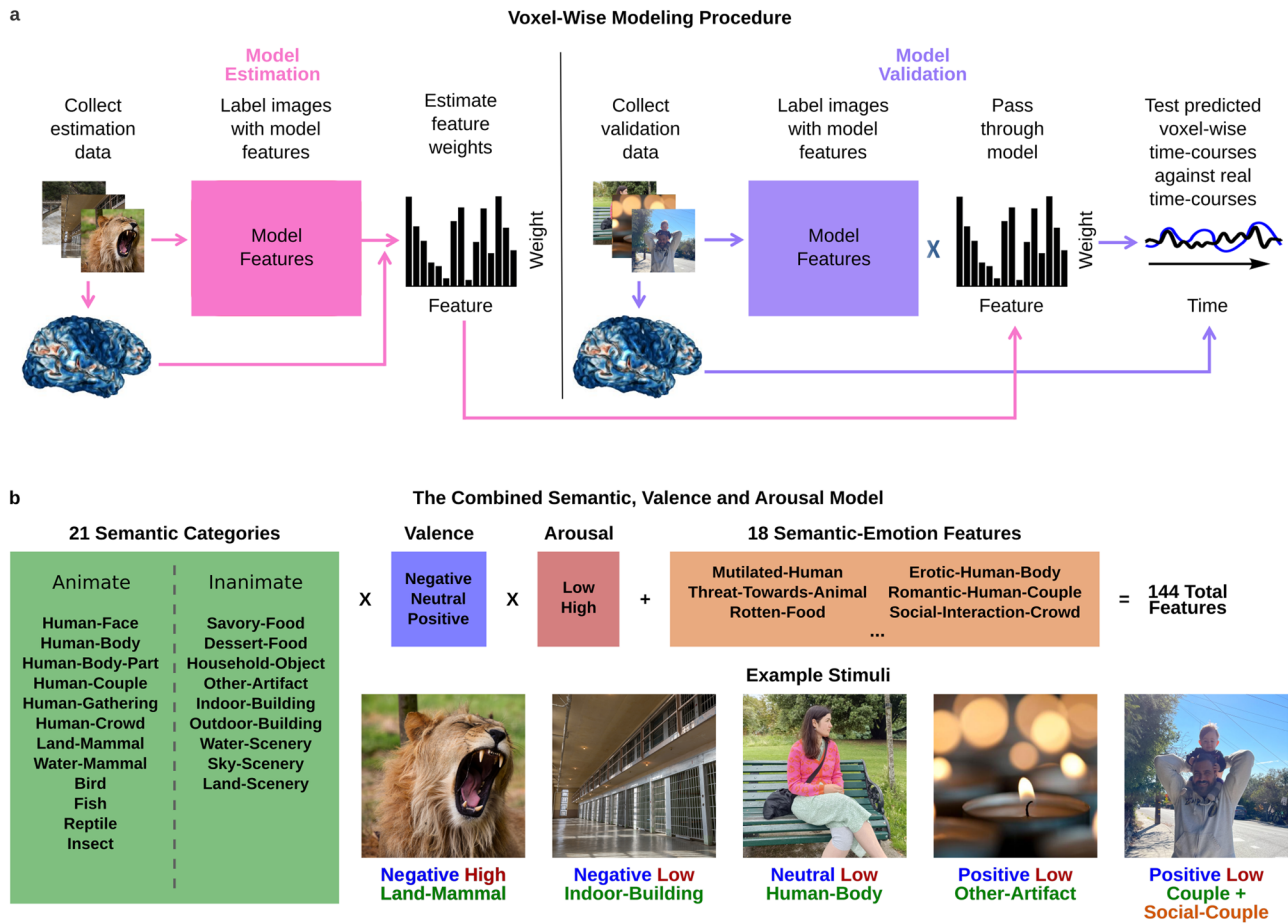 a
Voxel-Wise Modeling Procedure
Model
Estimation
Model
Validation
Collect
estimation
data
Label images
with model
features
Estimate
feature
weights
Collect
validation
data
Label images
with model
features
Pass
through
model
Test predicted
voxel-wise
time-courses
against real
time-courses
Model
Features
Weight
Feature
Model
Features
X
Weight
Feature
Time
b
The Combined Semantic, Valence and Arousal Model
21 Semantic Categories
Valence
Arousal
18 Semantic-Emotion Features
Animate
Human-Face
Human-Body
Human-Body-Part
Human-Couple
Human-Gathering
Human-Crowd
Land-Mammal
Water-Mammal
Bird
Fish
Reptile
Insect
Inanimate
Savory-Food
Dessert-Food
Household-Object
Other-Artifact
Indoor-Building
Outdoor-Building
Water-Scenery
Sky-Scenery
Land-Scenery
X
Negative
Neutral
Positive
X
Low
High
+
Mutilated-Human
Threat-Towards-Animal
Rotten-Food
Erotic-Human-Body
Romantic-Human-Couple
Social-Interaction-Crowd
...
=
144 Total
Features
Example Stimuli
Negative High
Land-Mammal
Negative Low
Indoor-Building
Neutral Low
Human-Body
Positive Low
Other-Artifact
Positive Low
Couple +
Social-Couple